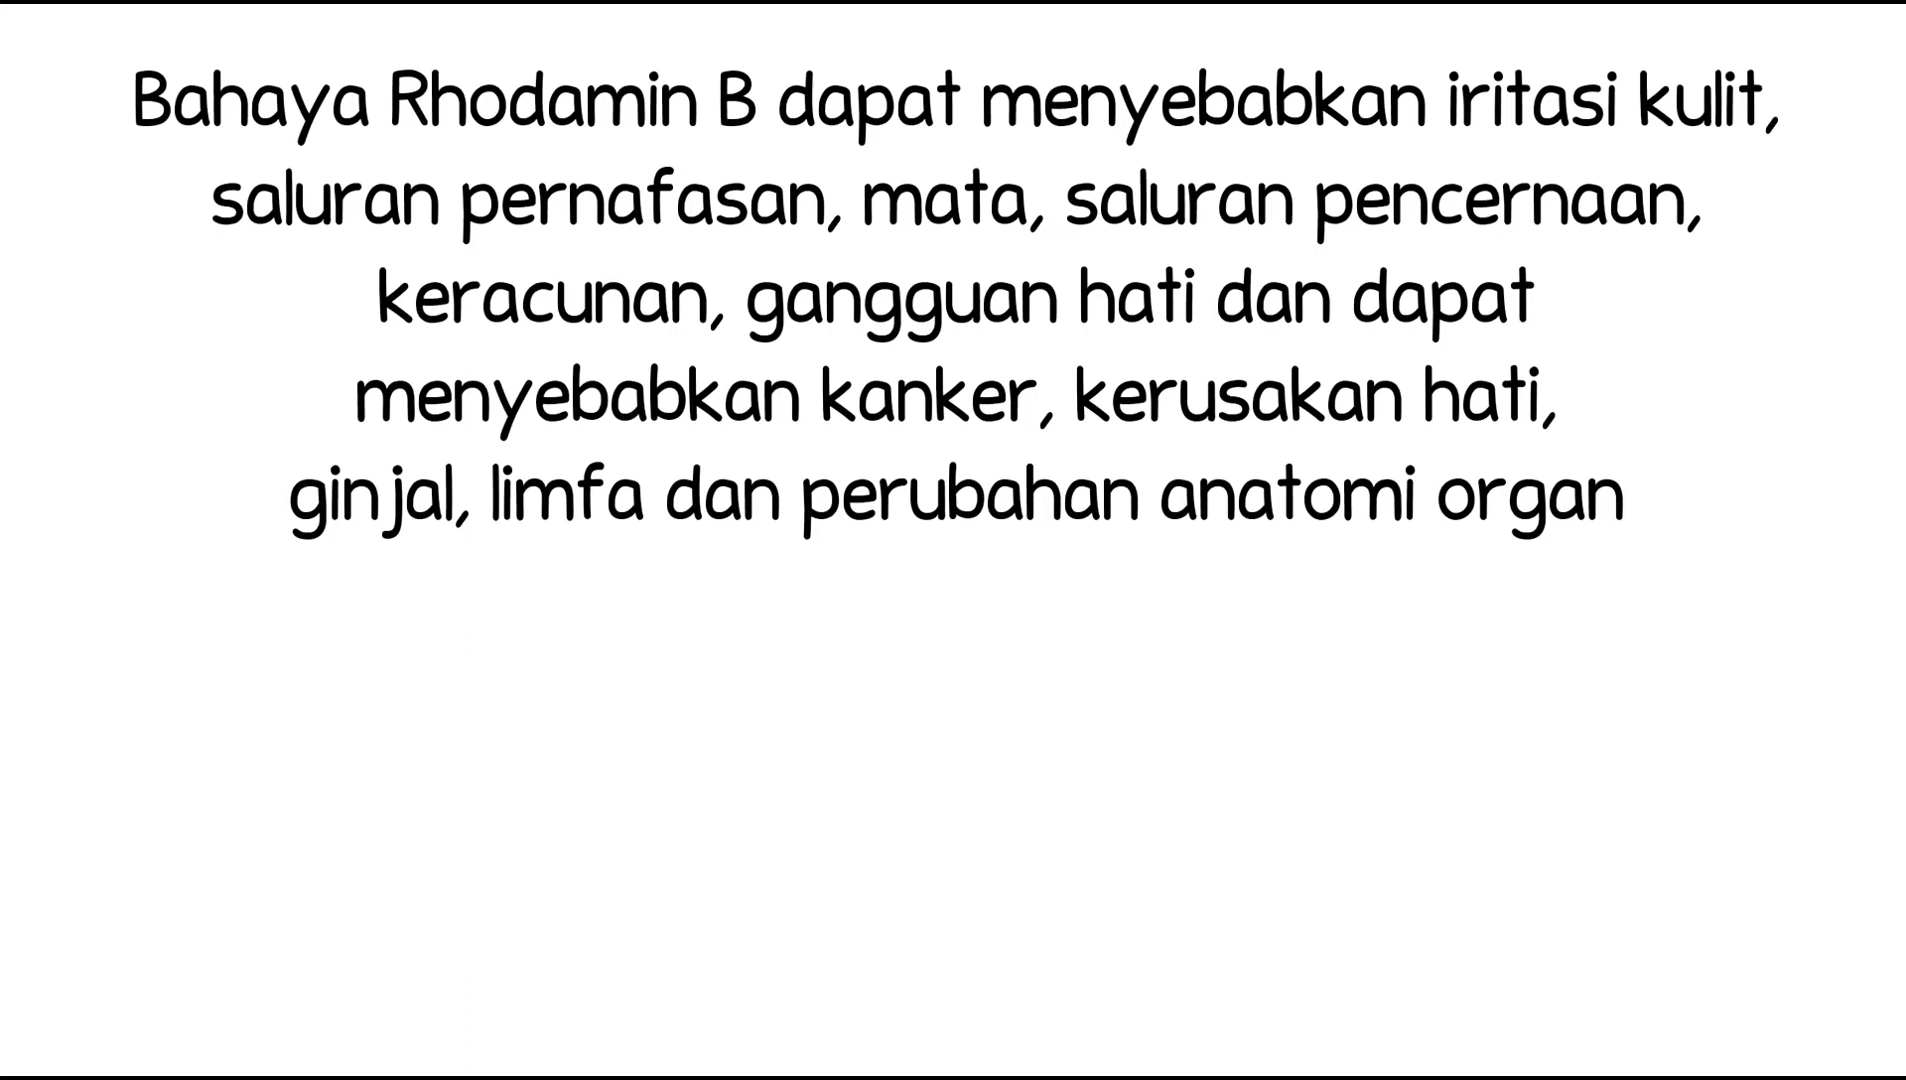 Bahaya Rhodamin B dapat menyebabkan iritasi kulit,
saluran pernafasan, mata, saluran pencernaan,
keracunan, gangguan hati dan dapat
menyebabkan kanker, kerusakan hati,
ginjal, limfa dan perubahan anatomi organ